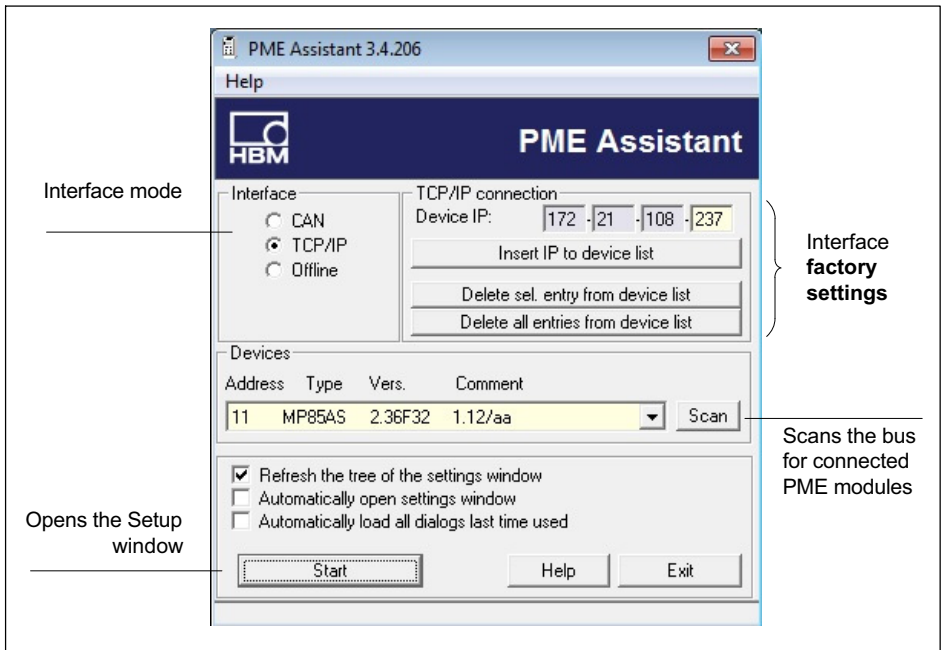 PME Assistant 3.4.206
Help
HBM
PME Assistant
Interface mode
Interface
CAN
TCP/IP
Offline
TCP/IP connection
Device IP: 172 - 21 - 108 - 237
Insert IP to device list
Delete sel. entry from device list
Delete all entries from device list
Interface
factory
settings
Devices
Address Type Vers. Comment
11 MP85AS 2.36F32 1.12/aa
Scan
Scans the bus
for connected
PME modules
Refresh the tree of the settings window
Automatically open settings window
Automatically load all dialogs last time used
Opens the Setup
window
Start Help Exit